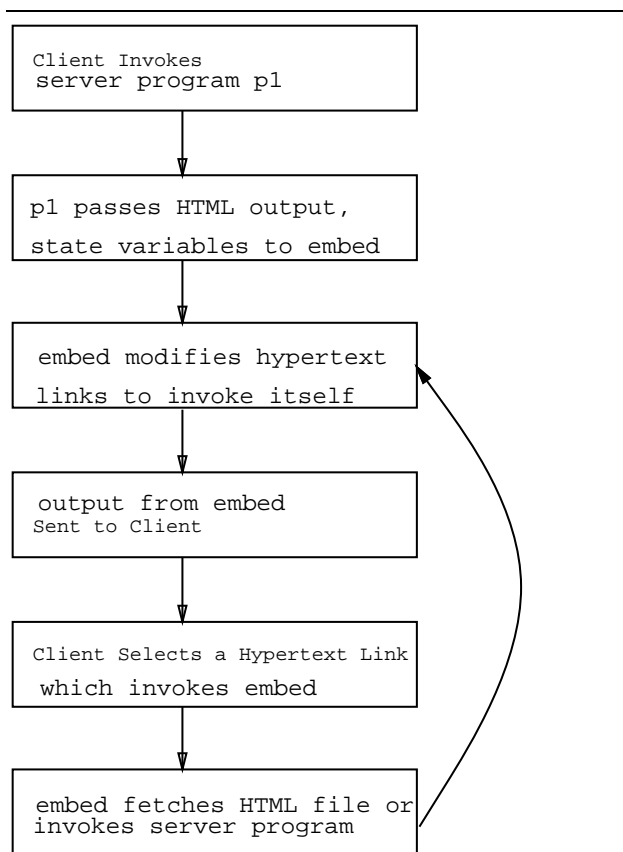 Client Invokes
server program p1
p1 passes HTML output,
state variables to embed
embed modifies hypertext
links to invoke itself
output from embed
Sent to Client
Client Selects a Hypertext Link
which invokes embed
embed fetches HTML file or
invokes server program